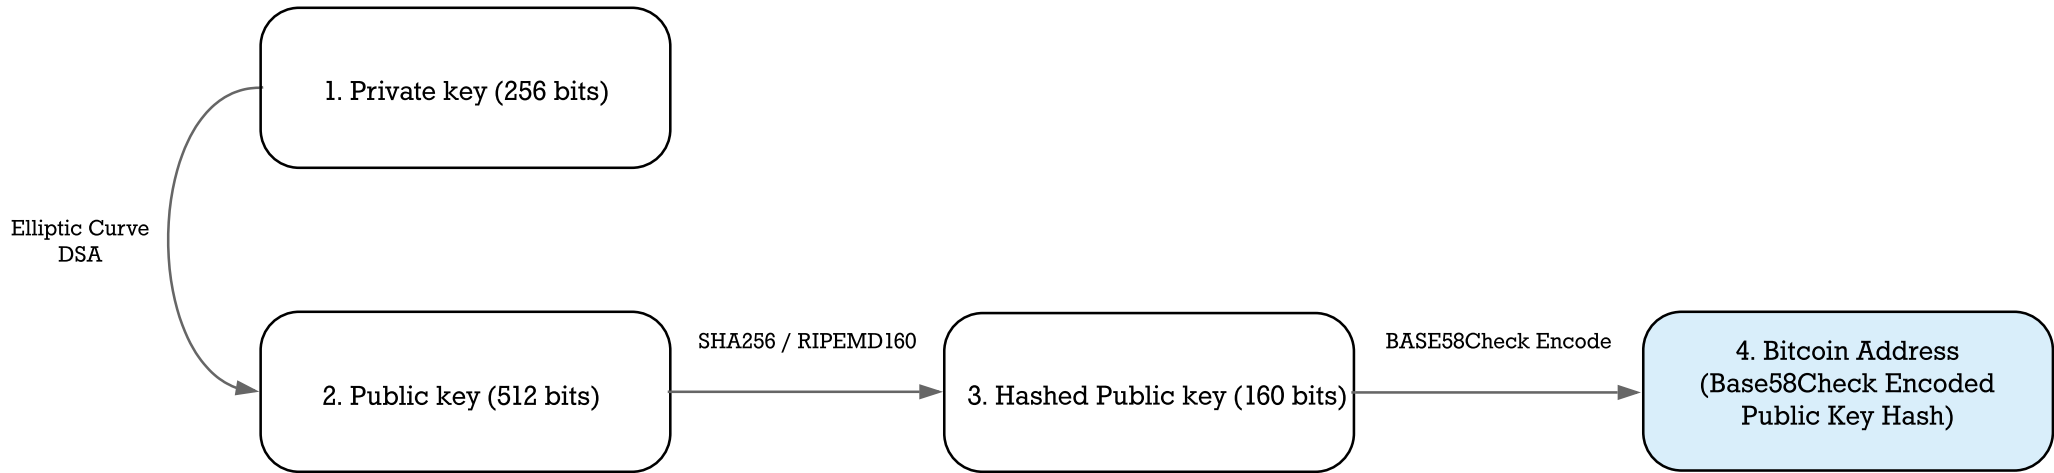 1. Private key (256 bits)
Elliptic Curve
DSA
2. Public key (512 bits)
SHA256 / RIPEMD160
3. Hashed Public key (160 bits)
BASE58Check Encode
4. Bitcoin Address
(Base58Check Encoded
Public Key Hash)